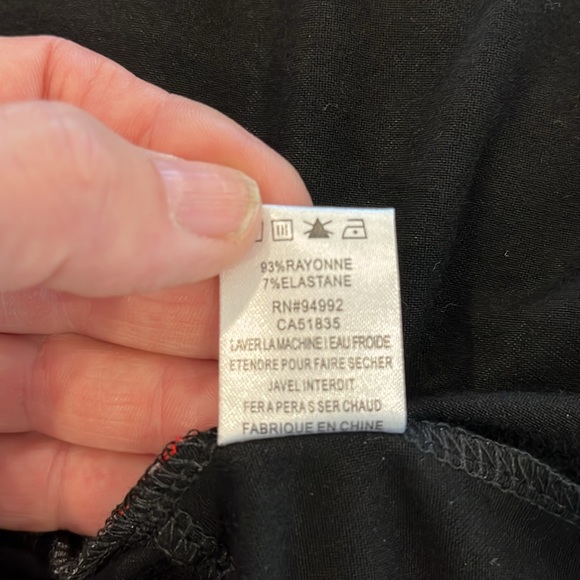 93%RAYONNE
7%ELASTANE
RN#94992
CA51835
LAVER LA MACHINE I EAU FROIDE
ETENDRE POUR FAIRE SECHER
JAVEL INTERDIT
FER A PERAS SER CHAUD
FABRIQUE EN CHINE